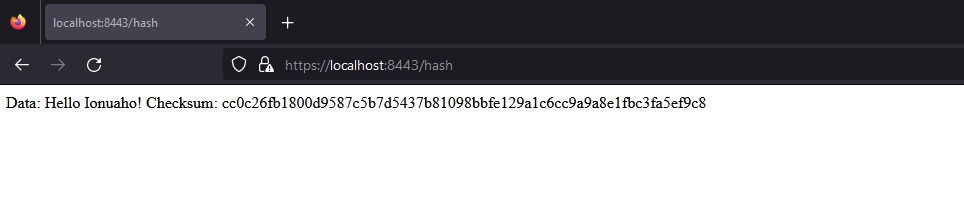 localhost:8443/hash
https://localhost:8443/hash
Data: Hello Ionuaho! Checksum: cc0c26fb1800d9587c5b7d5437b81098bbfe129a1c6cc9a9a8e1fbc3fa5ef9c8